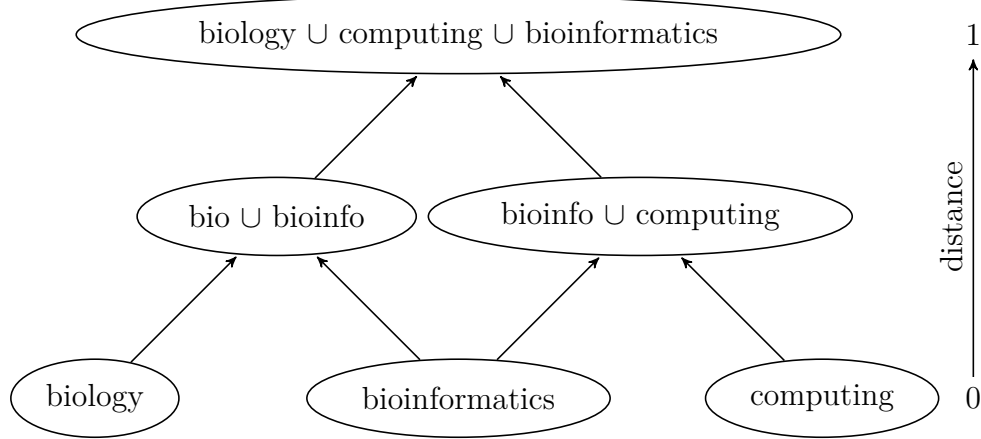 biology ∪ computing ∪ bioinformatics
1
bio ∪ bioinfo
bioinfo ∪ computing
distance
biology
bioinformatics
computing
0